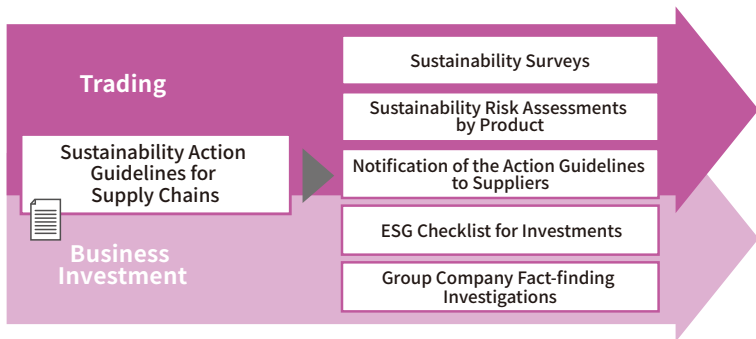 Trading
Sustainability Action
Guidelines for
Supply Chains
Business
Investment
Sustainability Surveys
Sustainability Risk Assessments
by Product
Notification of the Action Guidelines
to Suppliers
ESG Checklist for Investments
Group Company Fact-finding
Investigations